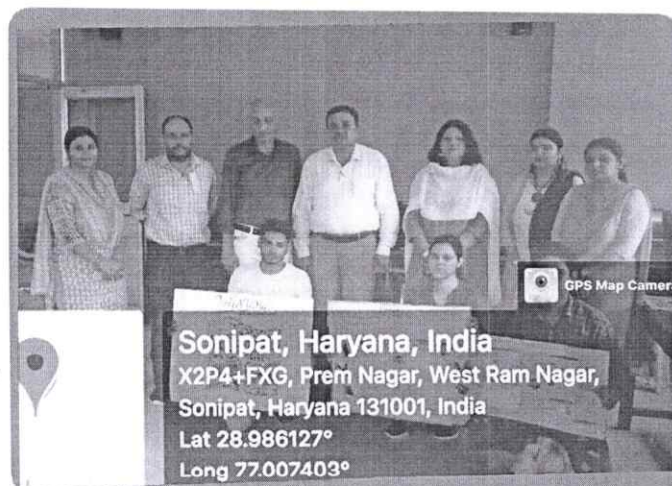 GPS Map Camera
Sonipat, Haryana, India
X2P4+FXG, Prem Nagar, West Ram Nagar,
Sonipat, Haryana 131001, India
Lat 28.986127°
Long 77.007403°